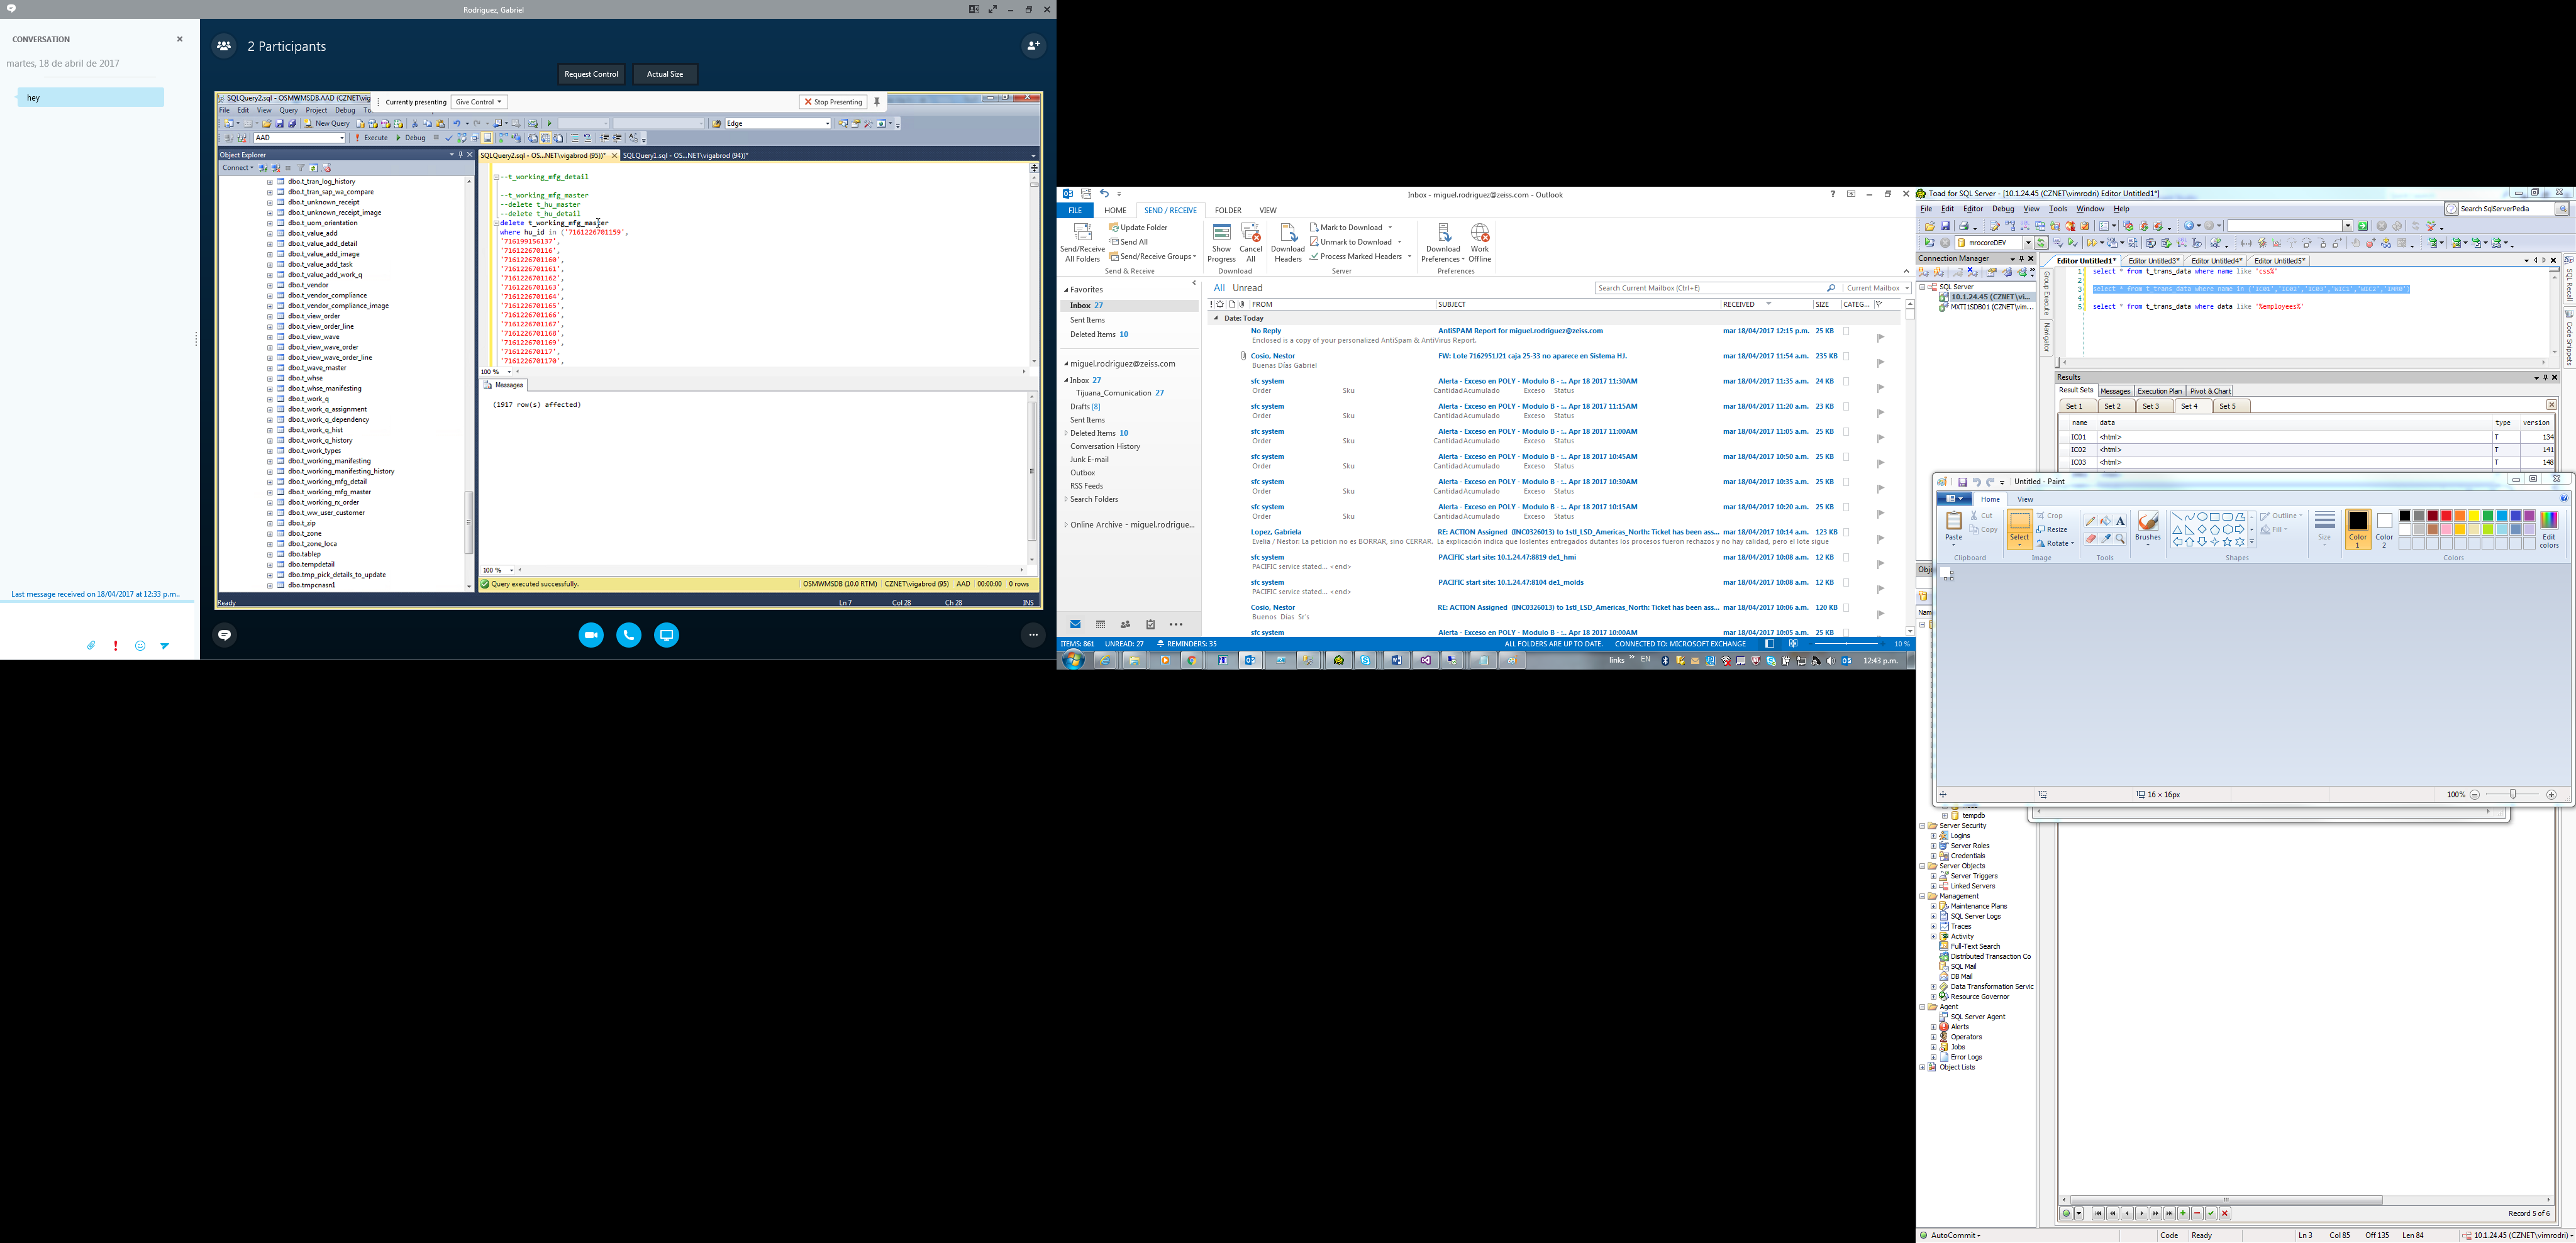 Rodriguez, Gabriel
CONVERSATION
martes, 18 de abril de 2017
hey
Last message received on 18/04/2017 at 12:33 p.m..
2 Participants
Request Control
Actual Size
SQLQuery2.sql - OSMWMSDB.AAD (CZNET\vig
Currently presenting
Give Control
Stop Presenting
File Edit View Query Project Debug To
New Query
Edge
AAD
Execute
Debug
Object Explorer
Connect
dbo.t_tran_log_history
dbo.t_tran_sap_wa_compare
dbo.t_unknown_receipt
dbo.t_unknown_receipt_image
dbo.t_uom_orientation
dbo.t_value_add
dbo.t_value_add_detail
dbo.t_value_add_image
dbo.t_value_add_task
dbo.t_value_add_work_q
dbo.t_vendor
dbo.t_vendor_compliance
dbo.t_vendor_compliance_image
dbo.t_view_order
dbo.t_view_order_line
dbo.t_view_wave
dbo.t_view_wave_order
dbo.t_view_wave_order_line
dbo.t_wave_master
dbo.t_whse
dbo.t_whse_manifesting
dbo.t_work_q
dbo.t_work_q_assignment
dbo.t_work_q_dependency
dbo.t_work_q_hist
dbo.t_work_q_history
dbo.t_work_types
dbo.t_working_manifesting
dbo.t_working_manifesting_history
dbo.t_working_mfg_detail
dbo.t_working_mfg_master
dbo.t_working_rx_order
dbo.t_ww_user_customer
dbo.t_zip
dbo.t_zone
dbo.t_zone_loca
dbo.tablep
dbo.tempdetail
dbo.tmp_pick_details_to_update
dbo.tmpcnasn1
Ready
SQLQuery2.sql - OS...NET\vigabrod (95))*
SQLQuery1.sql - OS...NET\vigabrod (94))*
--t_working_mfg_detail
--t_working_mfg_master
--delete t_hu_master
--delete t_hu_detail
delete t_working_mfg_master
where hu_id in ('7161226701159',
'716199156137',
'716122670116',
'7161226701160',
'7161226701161',
'7161226701162',
'7161226701163',
'7161226701164',
'7161226701165',
'7161226701166',
'7161226701167',
'7161226701168',
'7161226701169',
'716122670117',
'7161226701170',
100 %
Messages
(1917 row(s) affected)
100 %
Query executed successfully.
OSMWMSDB (10.0 RTM) CZNET\vigabrod (95) AAD 00:00:00 0 rows
Ln 7 Col 28 Ch 28 INS
Inbox - miguel.rodriguez@zeiss.com - Outlook
FILE HOME SEND / RECEIVE FOLDER VIEW
Send/Receive All Folders
Update Folder
Send All
Send/Receive Groups
Send & Receive
Show Progress
Cancel All
Download
Download Headers
Mark to Download
Unmark to Download
Process Marked Headers
Server
Download Preferences
Work Offline
Preferences
Favorites
Inbox 27
Sent Items
Deleted Items 10
miguel.rodriguez@zeiss.com
Inbox 27
Tijuana_Comunication 27
Drafts [8]
Sent Items
Deleted Items 10
Conversation History
Junk E-mail
Outbox
RSS Feeds
Search Folders
Online Archive - miguel.rodrigue...
All Unread
Search Current Mailbox (Ctrl+E)
Current Mailbox
FROM SUBJECT RECEIVED SIZE CATEG...
Date: Today
No Reply AntiSPAM Report for miguel.rodriguez@zeiss.com mar 18/04/2017 12:15 p.m. 25 KB
Enclosed is a copy of your personalized AntiSpam & AntiVirus Report.
Cosio, Nestor FW: Lote 7162951J21 caja 25-33 no aparece en Sistema HJ. mar 18/04/2017 11:54 a.m. 235 KB
Buenas Dias Gabriel
sfc system Alerta - Exceso en POLY - Modulo B - :.. Apr 18 2017 11:30AM mar 18/04/2017 11:35 a.m. 24 KB
Order Sku CantidadAcumulado Exceso Status
sfc system Alerta - Exceso en POLY - Modulo B - :.. Apr 18 2017 11:15AM mar 18/04/2017 11:20 a.m. 23 KB
Order Sku CantidadAcumulado Exceso Status
sfc system Alerta - Exceso en POLY - Modulo B - :.. Apr 18 2017 11:00AM mar 18/04/2017 11:05 a.m. 25 KB
Order Sku CantidadAcumulado Exceso Status
sfc system Alerta - Exceso en POLY - Modulo B - :.. Apr 18 2017 10:45AM mar 18/04/2017 10:50 a.m. 25 KB
Order Sku CantidadAcumulado Exceso Status
sfc system Alerta - Exceso en POLY - Modulo B - :.. Apr 18 2017 10:30AM mar 18/04/2017 10:35 a.m. 25 KB
Order Sku CantidadAcumulado Exceso Status
sfc system Alerta - Exceso en POLY - Modulo B - :.. Apr 18 2017 10:15AM mar 18/04/2017 10:20 a.m. 25 KB
Order Sku CantidadAcumulado Exceso Status
Lopez, Gabriela RE: ACTION Assigned (INC0326013) to 1stl_LSD_Americas_North: Ticket has been ass... mar 18/04/2017 10:14 a.m. 123 KB
Evelia / Nestor: La peticion no es BORRAR, sino CERRAR. La explicación indica que loslentes entregados dutantes los procesos fueron rechazos y no hay calidad, pero el lote sigue
sfc system PACIFIC start site: 10.1.24.47:8819 de1_hmi mar 18/04/2017 10:08 a.m. 12 KB
PACIFIC service stated... <end>
sfc system PACIFIC start site: 10.1.24.47:8104 de1_molds mar 18/04/2017 10:08 a.m. 12 KB
PACIFIC service stated... <end>
Cosio, Nestor RE: ACTION Assigned (INC0326013) to 1stl_LSD_Americas_North: Ticket has been ass... mar 18/04/2017 10:06 a.m. 120 KB
Buenos Dias Sr's
sfc system Alerta - Exceso en POLY - Modulo B - :.. Apr 18 2017 10:00AM mar 18/04/2017 10:05 a.m. 25 KB
ITEMS: 861 UNREAD: 27 REMINDERS: 35
ALL FOLDERS ARE UP TO DATE. CONNECTED TO: MICROSOFT EXCHANGE 10 %
links EN 12:43 p.m.
Toad for SQL Server - [10.1.24.45 (CZNET\vimrodri) Editor Untitled1*]
File Edit Editor Debug View Tools Window Help
Search SqlServerPedia
mrocoreDEV
Connection Manager
SQL Server
10.1.24.45 (CZNET\vi...
MXTIJSDB01 (CZNET\vim...
Group Execute
Navigator
SQL Recall
Code Snippets
Editor Untitled1* Editor Untitled3* Editor Untitled4* Editor Untitled5*
1 select * from t_trans_data where name like 'css%'
2
3 select * from t_trans_data where name in ('IC01','IC02','IC03','WIC1','WIC2','IHR0')
4
5 select * from t_trans_data where data like '%employees%'
Results
Result Sets Messages Execution Plan Pivot & Chart
Set 1 Set 2 Set 3 Set 4 Set 5
name data type version
IC01 <html> T 134
IC02 <html> T 141
IC03 <html> T 148
Untitled - Paint
Home View
Paste
Cut
Copy
Clipboard
Select
Crop
Resize
Rotate
Image
Tools
Brushes
Shapes
Outline
Fill
Size
Color 1
Color 2
Colors
Edit colors
16 × 16px
100%
Obje
Nam
tempdb
Server Security
Logins
Server Roles
Credentials
Server Objects
Server Triggers
Linked Servers
Management
Maintenance Plans
SQL Server Logs
Traces
Activity
Full-Text Search
Distributed Transaction Co
SQL Mail
DB Mail
Data Transformation Servic
Resource Governor
Agent
SQL Server Agent
Alerts
Operators
Jobs
Error Logs
Object Lists
Record 5 of 6
AutoCommit
Code Ready Ln 3 Col 85 Off 135 Len 84 10.1.24.45 (CZNET\vimrodri)